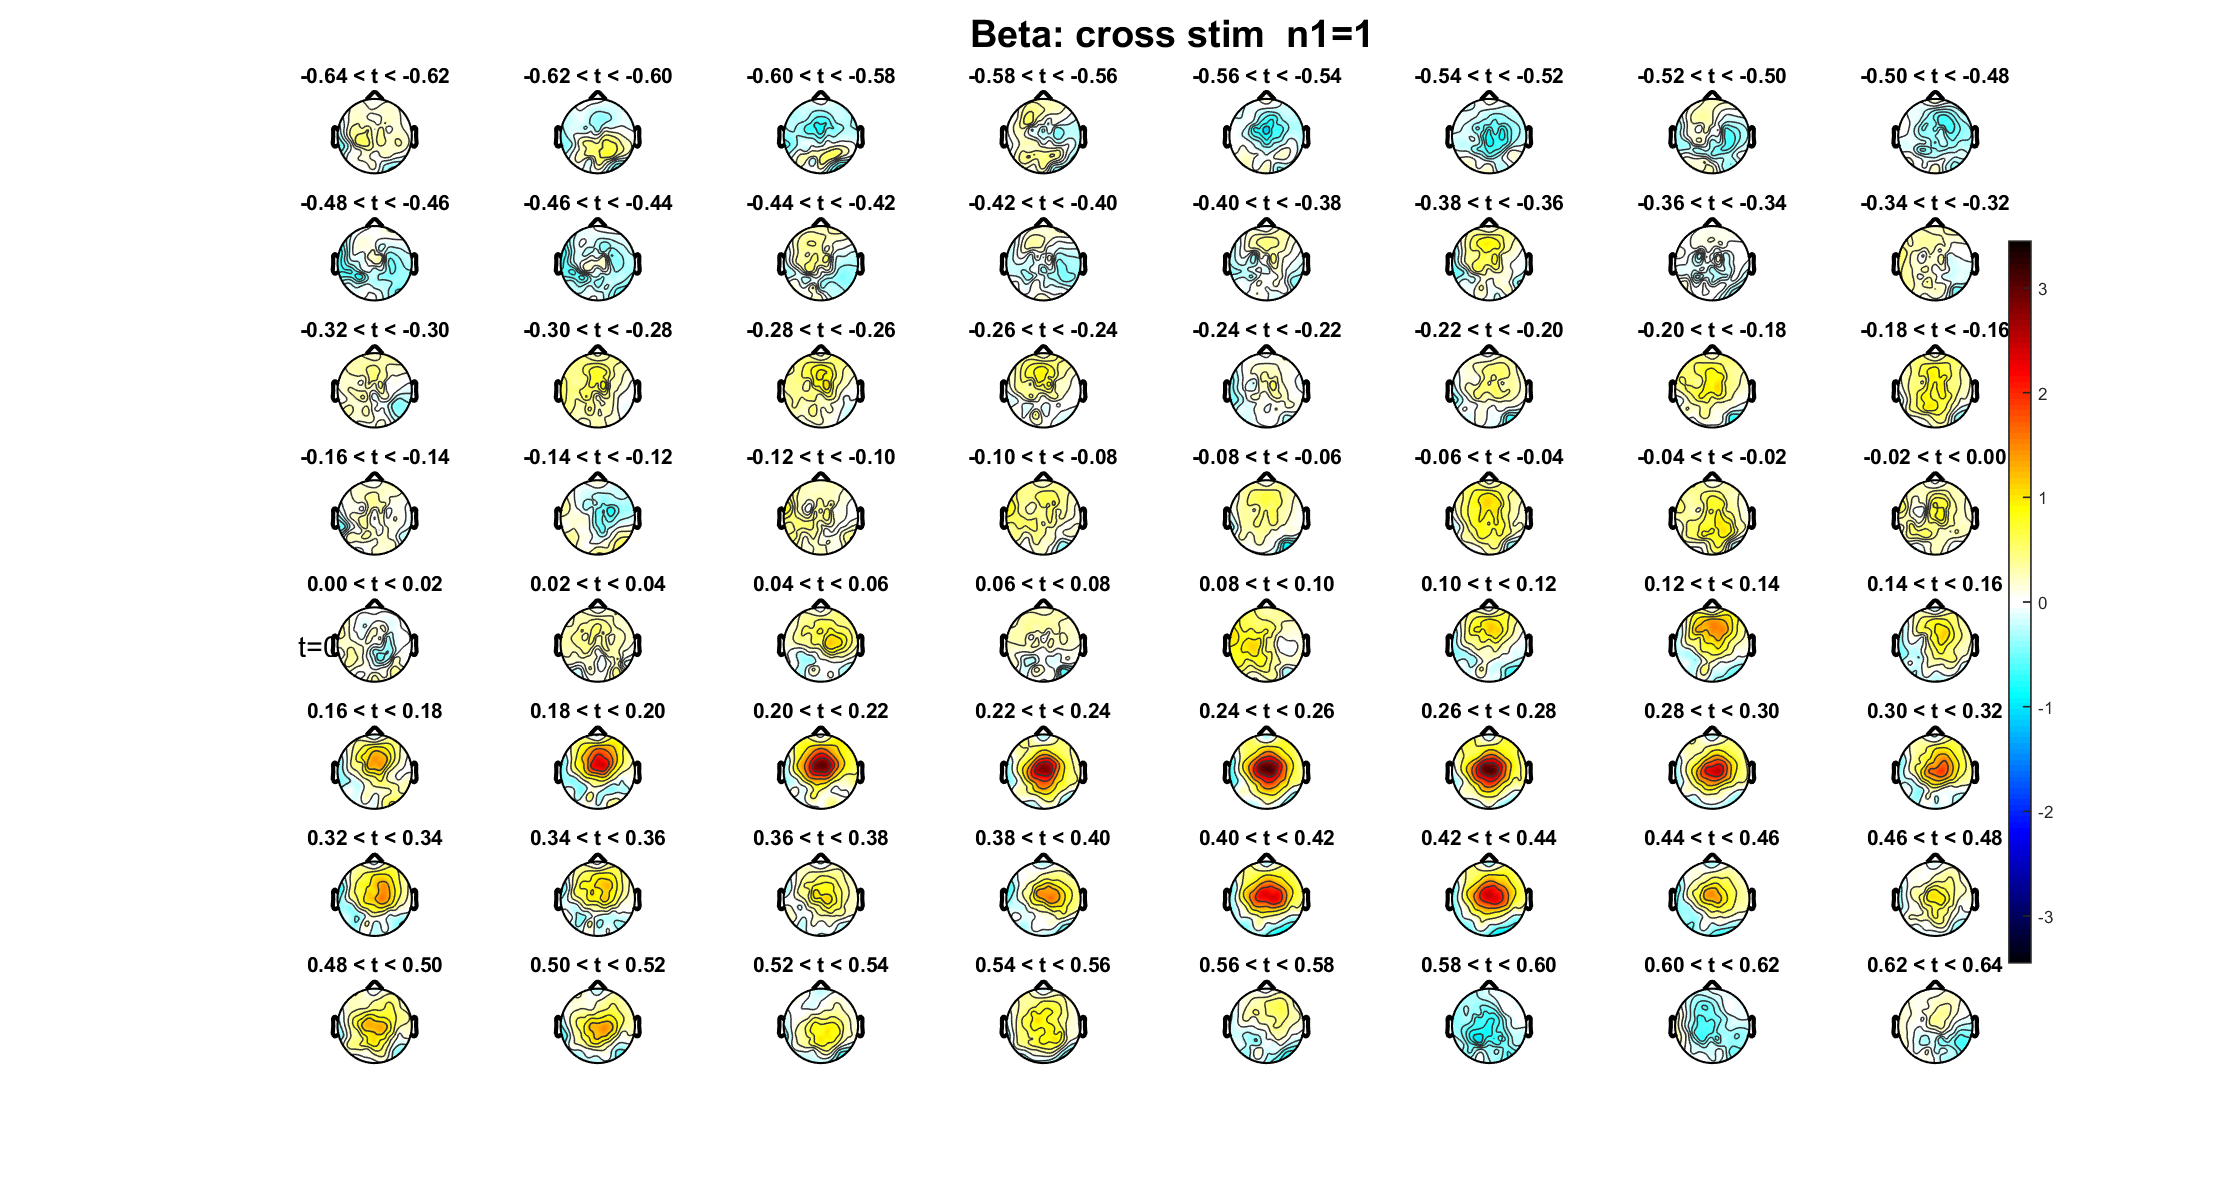 Beta: cross stim  n1=1
-0.64 < t < -0.62 -0.62 < t < -0.60 -0.60 < t < -0.58 -0.58 < t < -0.56 -0.56 < t < -0.54 -0.54 < t < -0.52 -0.52 < t < -0.50 -0.50 < t < -0.48
-0.48 < t < -0.46 -0.46 < t < -0.44 -0.44 < t < -0.42 -0.42 < t < -0.40 -0.40 < t < -0.38 -0.38 < t < -0.36 -0.36 < t < -0.34 -0.34 < t < -0.32
-0.32 < t < -0.30 -0.30 < t < -0.28 -0.28 < t < -0.26 -0.26 < t < -0.24 -0.24 < t < -0.22 -0.22 < t < -0.20 -0.20 < t < -0.18 -0.18 < t < -0.16
-0.16 < t < -0.14 -0.14 < t < -0.12 -0.12 < t < -0.10 -0.10 < t < -0.08 -0.08 < t < -0.06 -0.06 < t < -0.04 -0.04 < t < -0.02 -0.02 < t < 0.00
0.00 < t < 0.02 0.02 < t < 0.04 0.04 < t < 0.06 0.06 < t < 0.08 0.08 < t < 0.10 0.10 < t < 0.12 0.12 < t < 0.14 0.14 < t < 0.16
t=0
0.16 < t < 0.18 0.18 < t < 0.20 0.20 < t < 0.22 0.22 < t < 0.24 0.24 < t < 0.26 0.26 < t < 0.28 0.28 < t < 0.30 0.30 < t < 0.32
0.32 < t < 0.34 0.34 < t < 0.36 0.36 < t < 0.38 0.38 < t < 0.40 0.40 < t < 0.42 0.42 < t < 0.44 0.44 < t < 0.46 0.46 < t < 0.48
0.48 < t < 0.50 0.50 < t < 0.52 0.52 < t < 0.54 0.54 < t < 0.56 0.56 < t < 0.58 0.58 < t < 0.60 0.60 < t < 0.62 0.62 < t < 0.64
3
2
1
0
-1
-2
-3